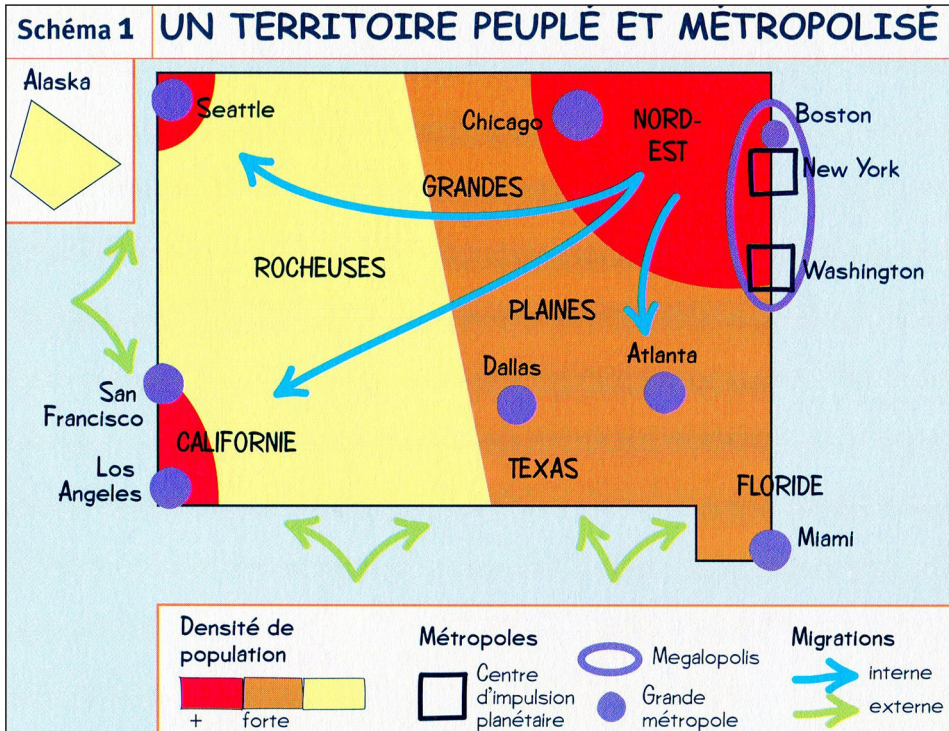 Schéma 1
UN TERRITOIRE PEUPLÉ ET MÉTROPOLISÉ
Alaska
Seattle
Chicago
NORD-
EST
Boston
New York
GRANDES
ROCHEUSES
Washington
PLAINES
Atlanta
Dallas
San
Francisco
CALIFORNIE
Los
Angeles
TEXAS
FLORIDE
Miami
Densité de
population
+ forte
Métropoles
Centre
d'impulsion
planétaire
Megalopolis
Grande
métropole
Migrations
interne
externe